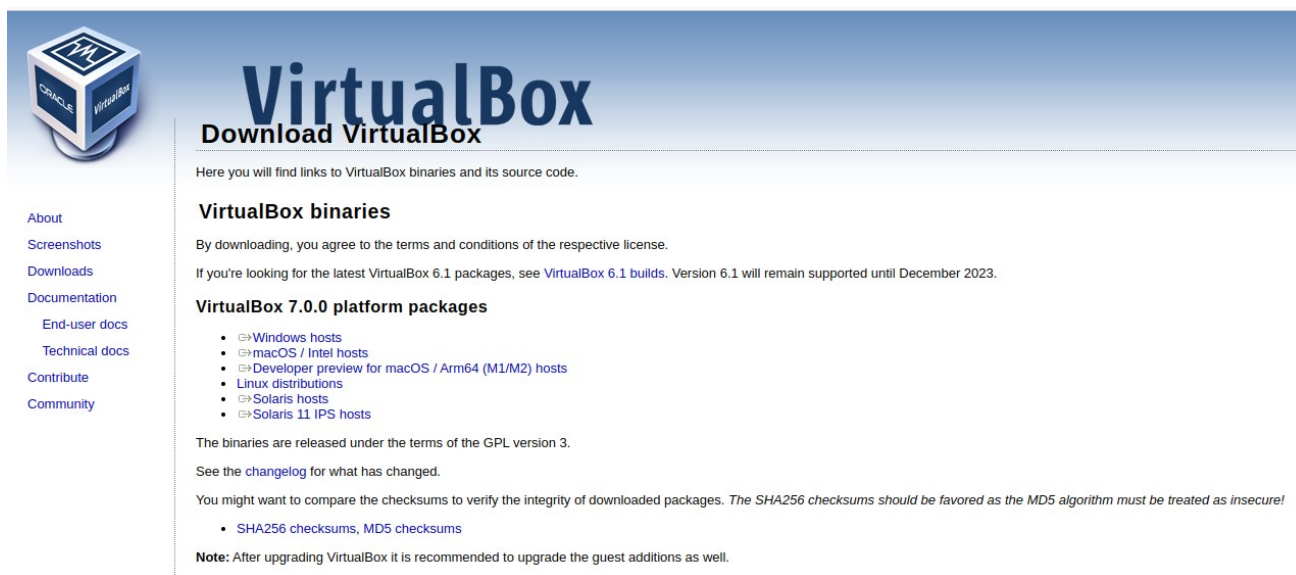 ORACLE
VirtualBox
VirtualBox
Download VirtualBox
Here you will find links to VirtualBox binaries and its source code.
About
Screenshots
Downloads
Documentation
End-user docs
Technical docs
Contribute
Community
VirtualBox binaries
By downloading, you agree to the terms and conditions of the respective license.
If you're looking for the latest VirtualBox 6.1 packages, see VirtualBox 6.1 builds. Version 6.1 will remain supported until December 2023.
VirtualBox 7.0.0 platform packages
Windows hosts
macOS / Intel hosts
Developer preview for macOS / Arm64 (M1/M2) hosts
Linux distributions
Solaris hosts
Solaris 11 IPS hosts
The binaries are released under the terms of the GPL version 3.
See the changelog for what has changed.
You might want to compare the checksums to verify the integrity of downloaded packages. The SHA256 checksums should be favored as the MD5 algorithm must be treated as insecure!
SHA256 checksums, MD5 checksums
Note: After upgrading VirtualBox it is recommended to upgrade the guest additions as well.